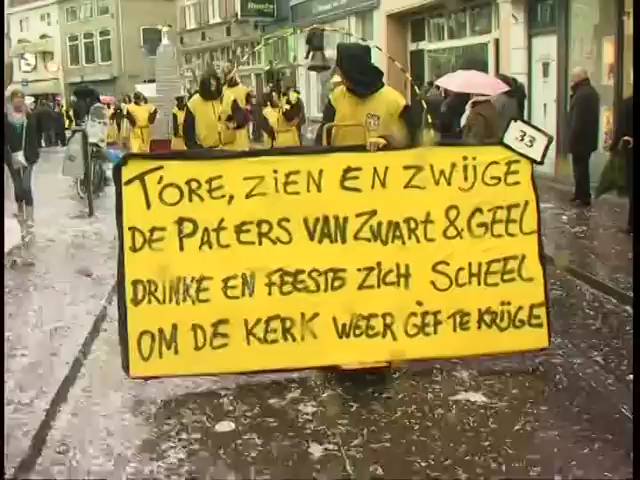 33
T'ORE, ZIEN EN ZWIJGE
DE PATERS VAN ZWART & GEEL
DRINKE EN FEESTE ZICH SCHEEL
OM DE KERK WEER GEF TE KRIJGE